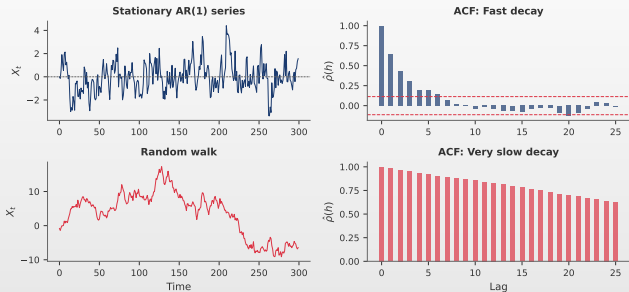 Stationary AR(1) series
X_t
4
2
0
−2
0 50 100 150 200 250 300
ACF: Fast decay
ρ̂(h)
1.00
0.75
0.50
0.25
0.00
0 5 10 15 20 25
Random walk
X_t
10
0
−10
0 50 100 150 200 250 300
Time
ACF: Very slow decay
ρ̂(h)
1.00
0.75
0.50
0.25
0.00
0 5 10 15 20 25
Lag